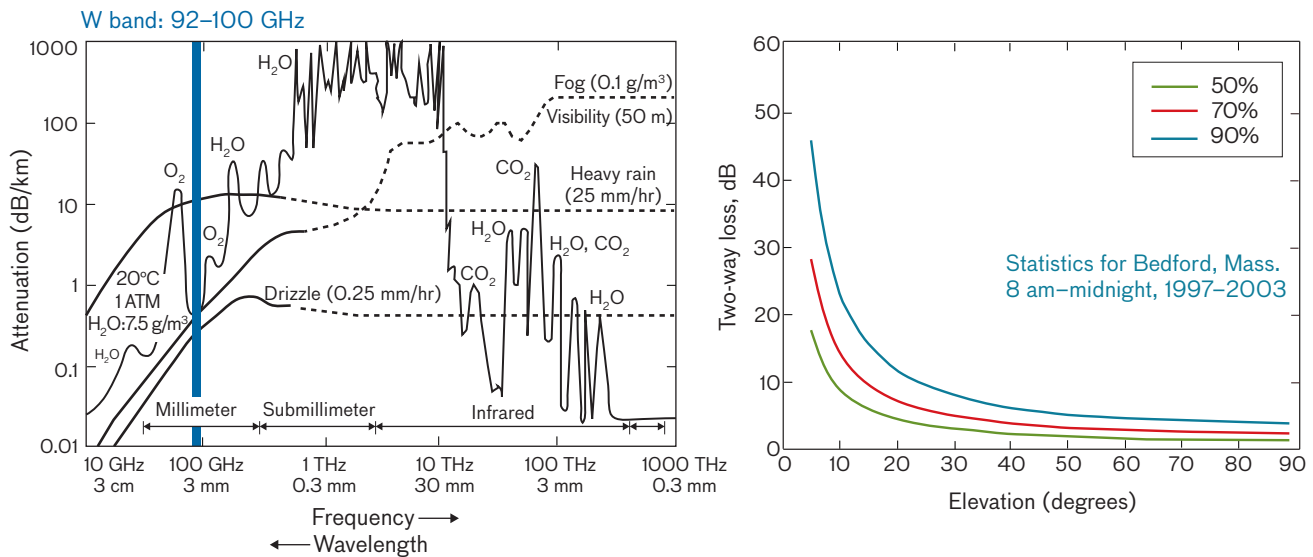 W band: 92–100 GHz
Attenuation (dB/km)
1000
100
10
1
0.1
0.01
H₂O
O₂
H₂O
O₂
20°C
1 ATM
H₂O:7.5 g/m³
H₂O
Fog (0.1 g/m³)
Visibility (50 m)
Heavy rain
(25 mm/hr)
Drizzle (0.25 mm/hr)
CO₂
H₂O
H₂O, CO₂
CO₂
H₂O
Millimeter
Submillimeter
Infrared
10 GHz 100 GHz 1 THz 10 THz 100 THz 1000 THz
3 cm 3 mm 0.3 mm 30 mm 3 mm 0.3 mm
Frequency
Wavelength
Two-way loss, dB
60
50
40
30
20
10
0
50%
70%
90%
Statistics for Bedford, Mass.
8 am–midnight, 1997–2003
0 10 20 30 40 50 60 70 80 90
Elevation (degrees)